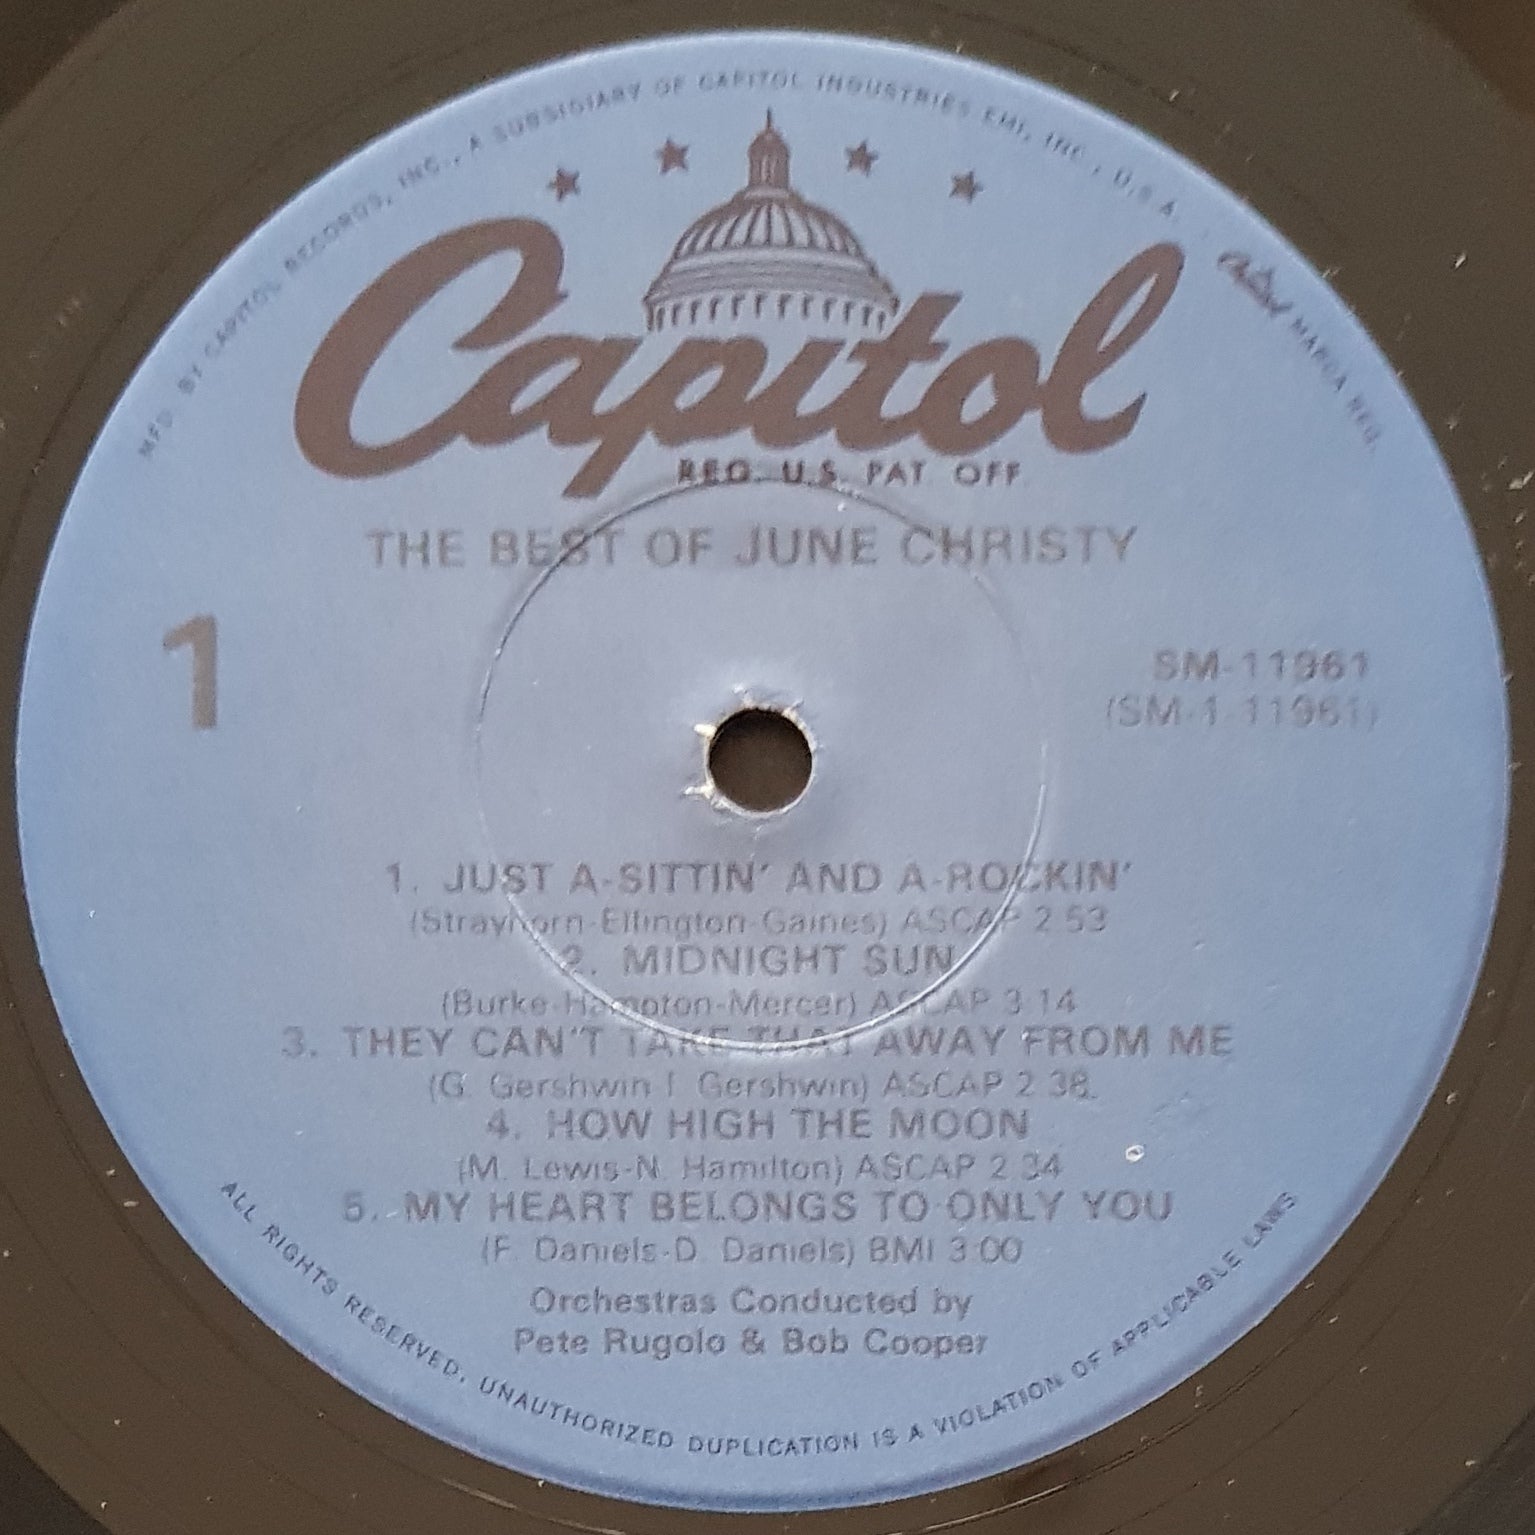 MFD. BY CAPITOL RECORDS, INC., A SUBSIDIARY OF CAPITOL INDUSTRIES EMI, INC., U.S.A. Capitol MARCA REG.
Capitol
REG. U.S. PAT. OFF.
THE BEST OF JUNE CHRISTY
1
SM-11961
(SM-1-11961)
1. JUST A-SITTIN' AND A-ROCKIN'
(Strayhorn-Ellington-Gaines) ASCAP 2:53
2. MIDNIGHT SUN
(Burke-Hampton-Mercer) ASCAP 3:14
3. THEY CAN'T TAKE THAT AWAY FROM ME
(G. Gershwin-I. Gershwin) ASCAP 2:38
4. HOW HIGH THE MOON
(M. Lewis-N. Hamilton) ASCAP 2:34
5. MY HEART BELONGS TO ONLY YOU
(F. Daniels-D. Daniels) BMI 3:00
Orchestras Conducted by
Pete Rugolo & Bob Cooper
ALL RIGHTS RESERVED. UNAUTHORIZED DUPLICATION IS A VIOLATION OF APPLICABLE LAWS